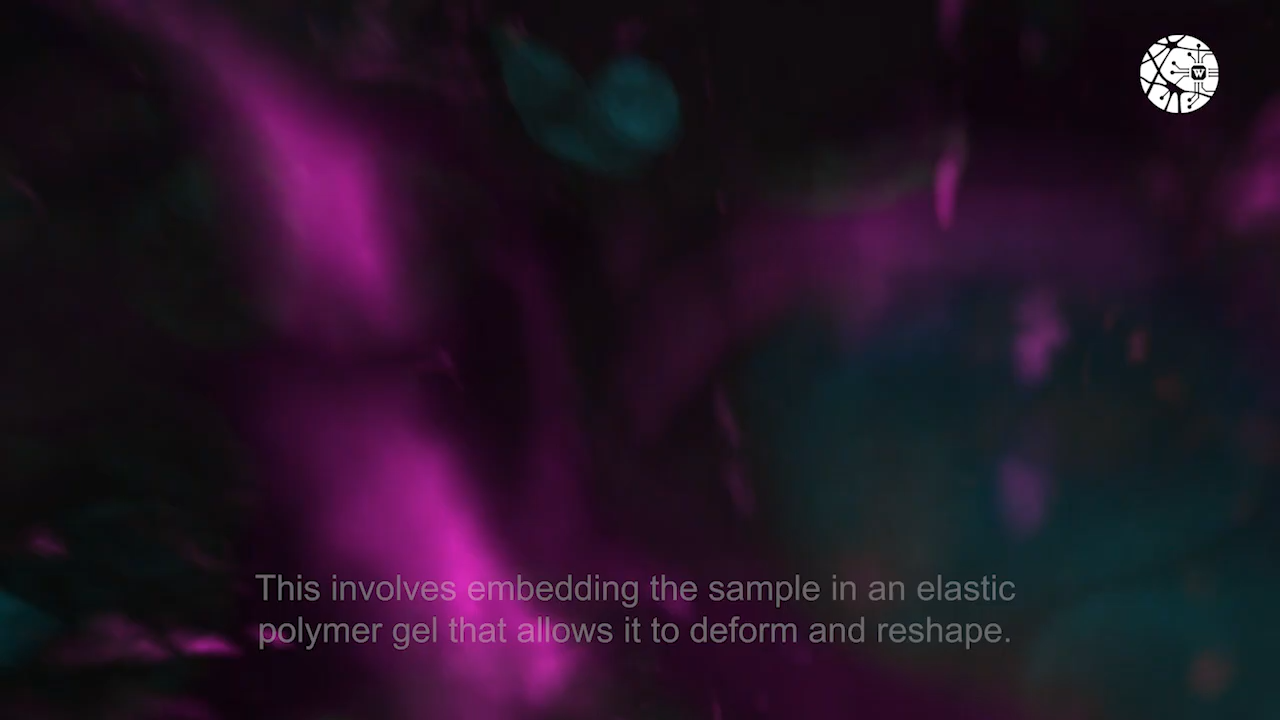 W
This involves embedding the sample in an elastic
polymer gel that allows it to deform and reshape.